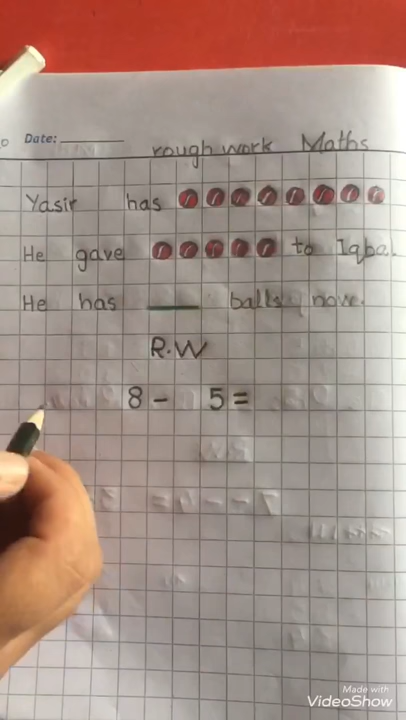 Date:
rough work Maths
Yasir has
He gave to Iqbal
He has ___ balls now.
R.W
8 - 5 =
Made with
VideoShow